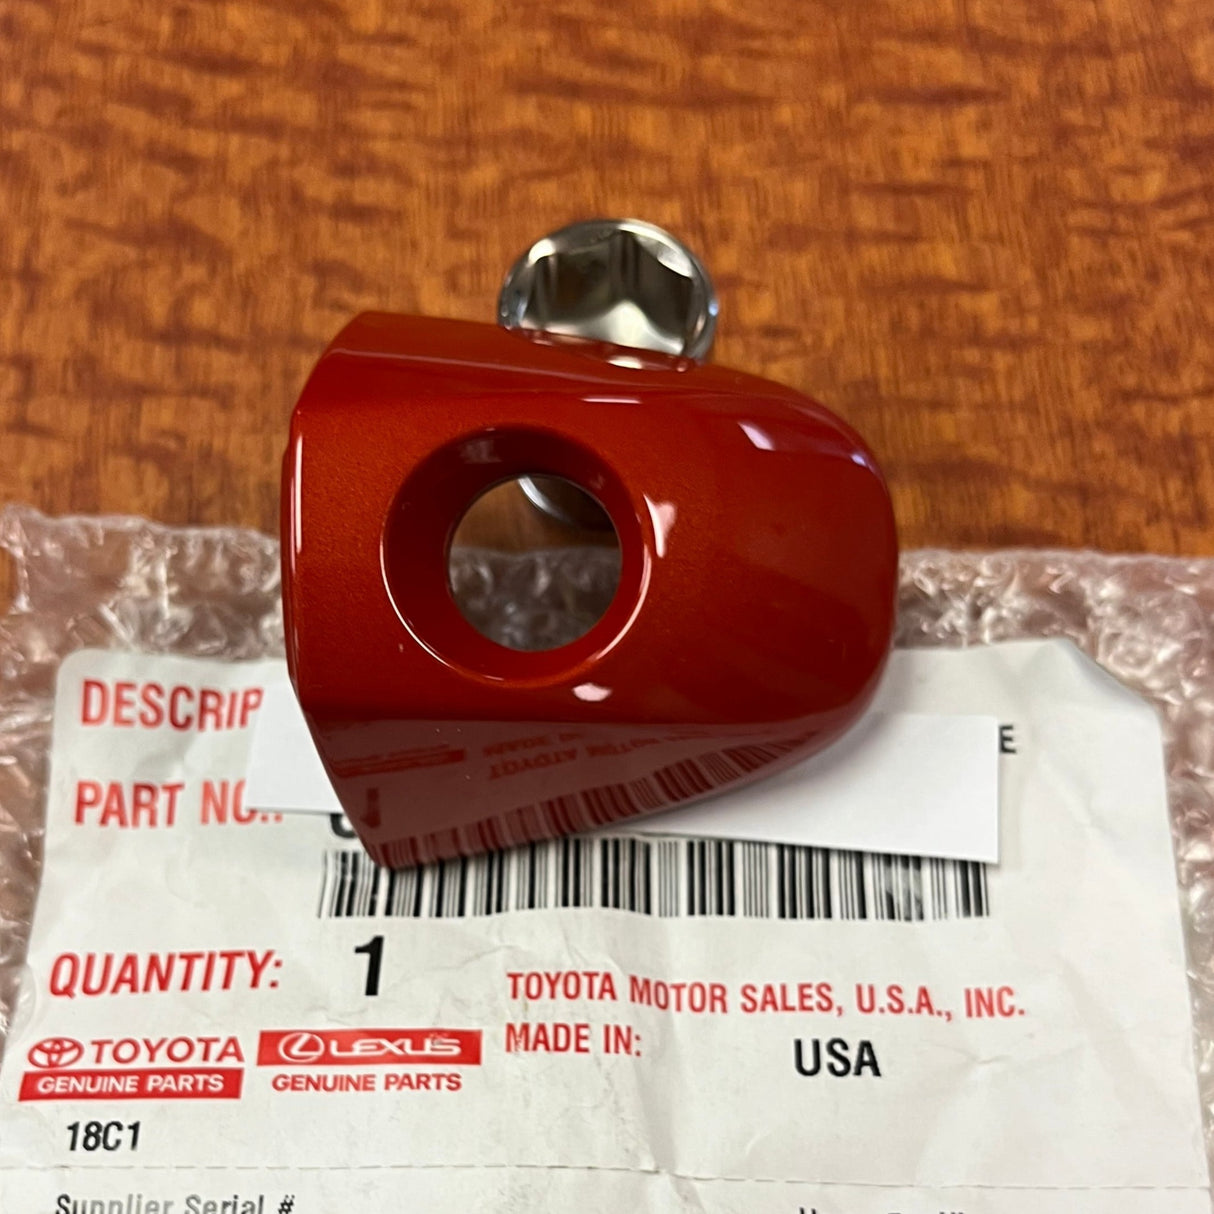 DESCRIP
E
PART NO.:
QUANTITY: 1
TOYOTA MOTOR SALES, U.S.A., INC.
MADE IN: USA
TOYOTA
GENUINE PARTS
LEXUS
GENUINE PARTS
18C1
Supplier Serial #